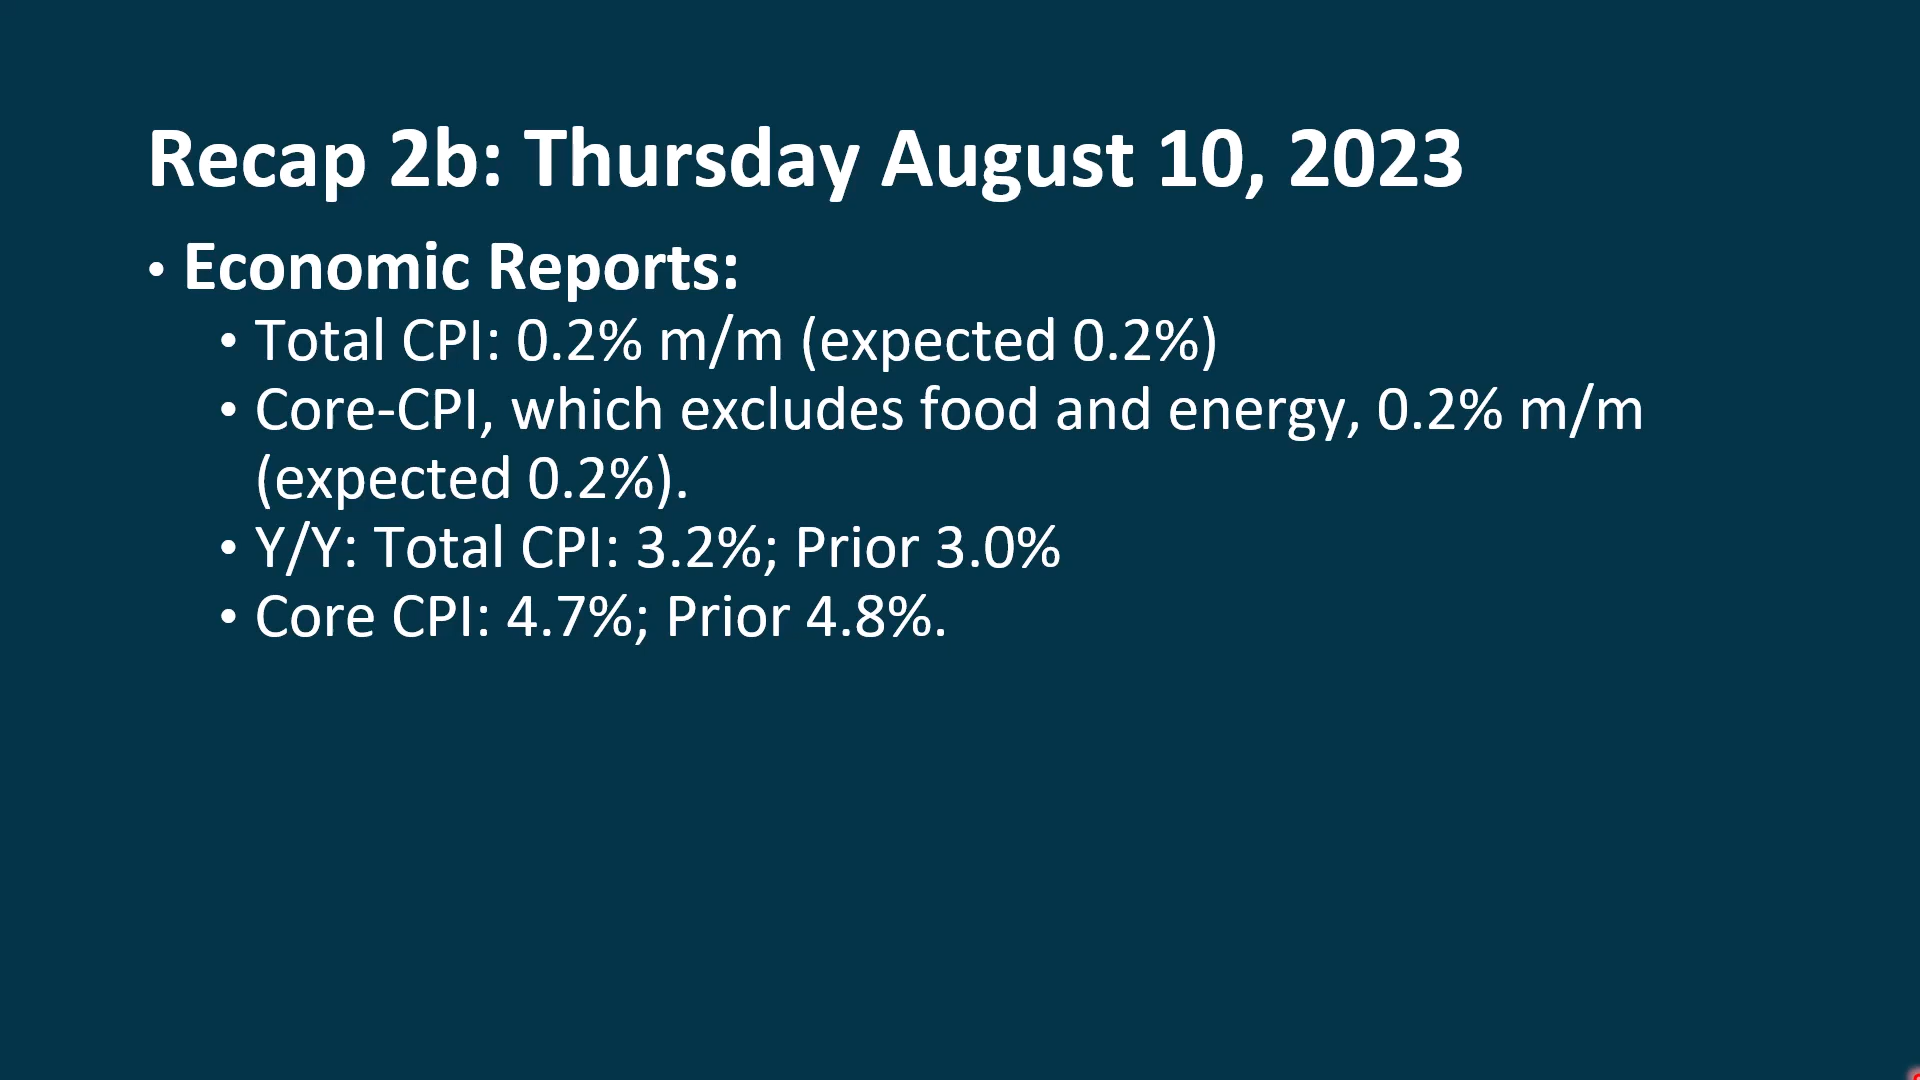 Recap 2b: Thursday August 10, 2023
• Economic Reports:
• Total CPI: 0.2% m/m (expected 0.2%)
• Core-CPI, which excludes food and energy, 0.2% m/m
(expected 0.2%).
• Y/Y: Total CPI: 3.2%; Prior 3.0%
• Core CPI: 4.7%; Prior 4.8%.